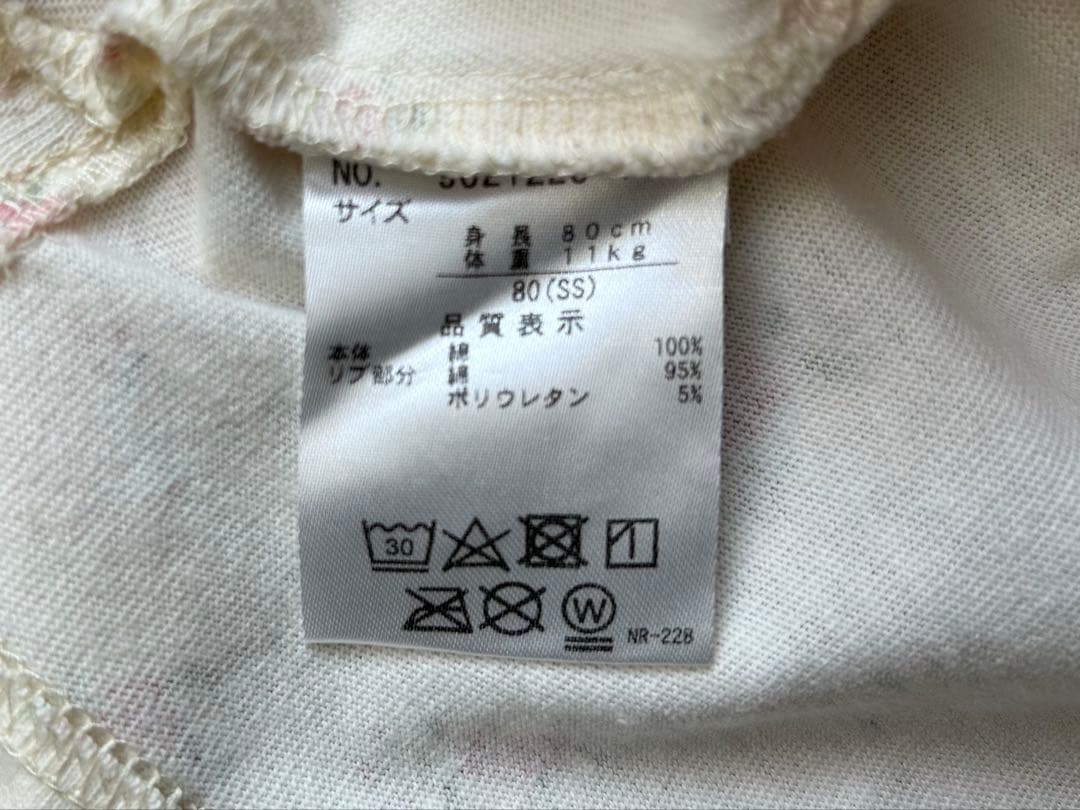 NO.
サイズ
身長 80cm
体重 11kg
80(SS)
品質表示
本体 綿 100%
リブ部分 綿 95%
ポリウレタン 5%
30
W
NR-228